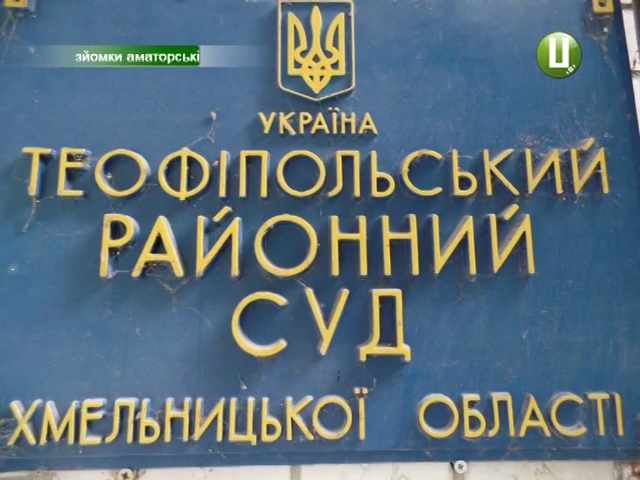 зйомки аматорські
Ц
УКРАЇНА
ТЕОФІПОЛЬСЬКИЙ
РАЙОННИЙ
СУД
ХМЕЛЬНИЦЬКОЇ ОБЛАСТІ